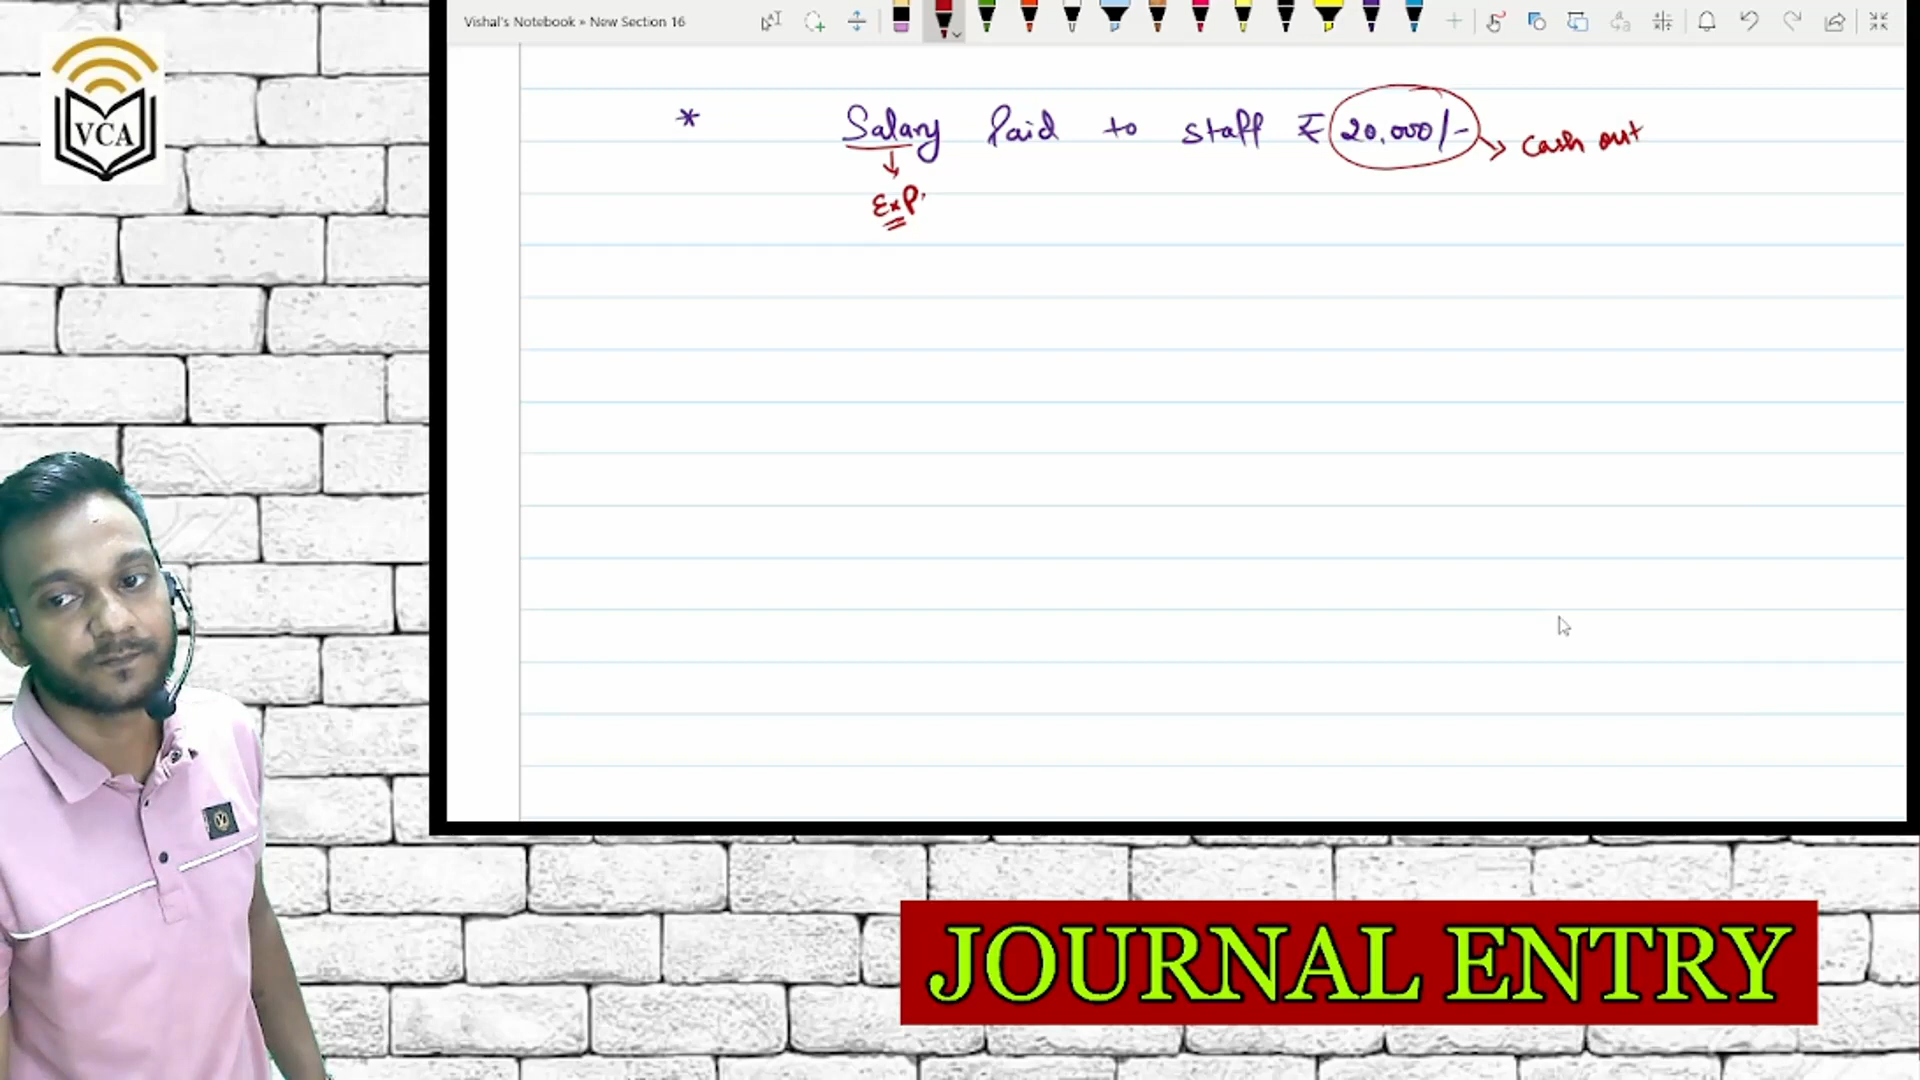 Vishal's Notebook » New Section 16
VCA
* Salary Paid to staff ₹ 20,000/- → Cash out
↓
Exp.
JOURNAL ENTRY